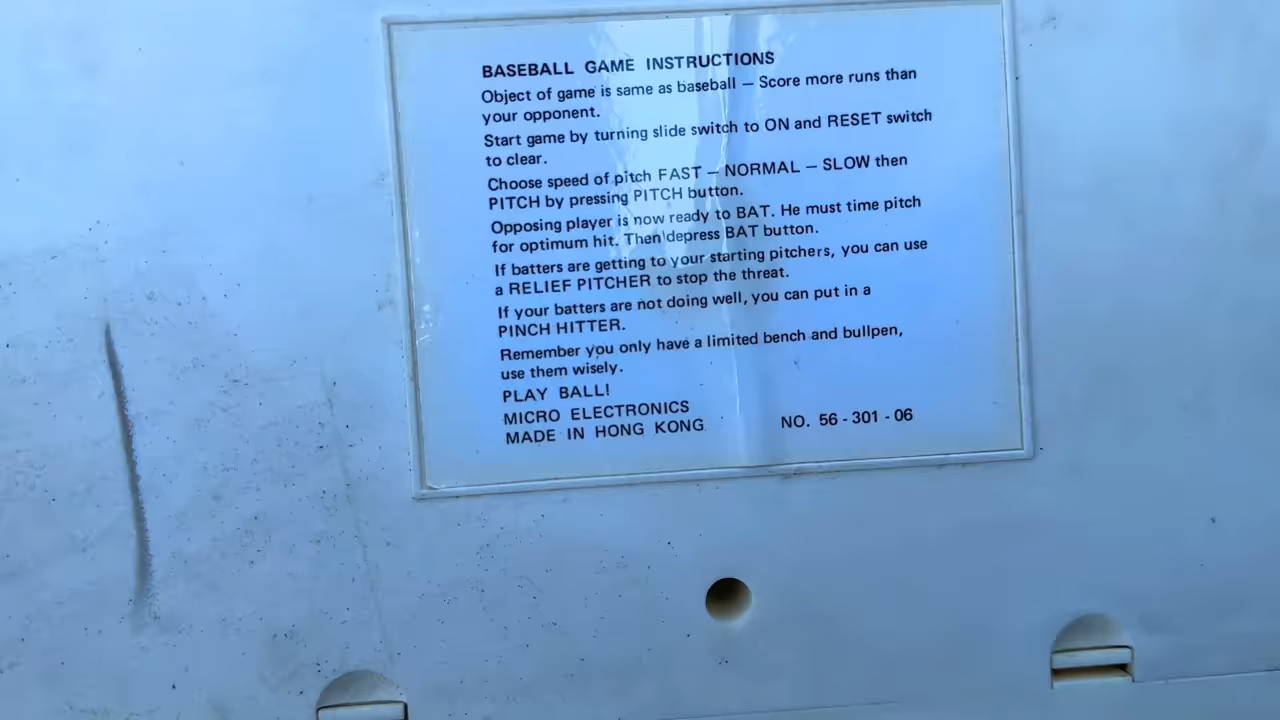 BASEBALL GAME INSTRUCTIONS
Object of game is same as baseball — Score more runs than
your opponent.
Start game by turning slide switch to ON and RESET switch
to clear.
Choose speed of pitch FAST — NORMAL — SLOW then
PITCH by pressing PITCH button.
Opposing player is now ready to BAT. He must time pitch
for optimum hit. Then depress BAT button.
If batters are getting to your starting pitchers, you can use
a RELIEF PITCHER to stop the threat.
If your batters are not doing well, you can put in a
PINCH HITTER.
Remember you only have a limited bench and bullpen,
use them wisely.
PLAY BALL!
MICRO ELECTRONICS
MADE IN HONG KONG NO. 56 - 301 - 06